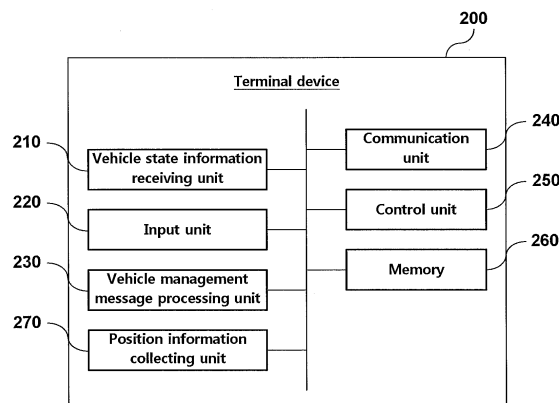 200
Terminal device
210
Vehicle state information
receiving unit
220
Input unit
230
Vehicle management
message processing unit
270
Position information
collecting unit
240
Communication
unit
250
Control unit
260
Memory